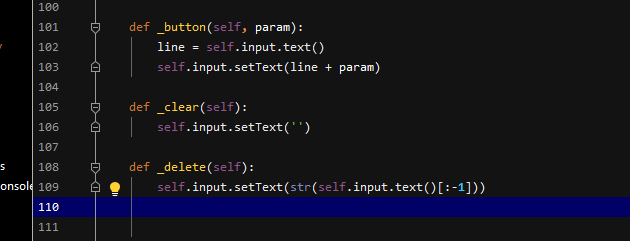 100
101 def _button(self, param):
102 line = self.input.text()
103 self.input.setText(line + param)
104
105 def _clear(self):
106 self.input.setText('')
107
108 def _delete(self):
109 self.input.setText(str(self.input.text()[:-1]))
110
111
s
onsole